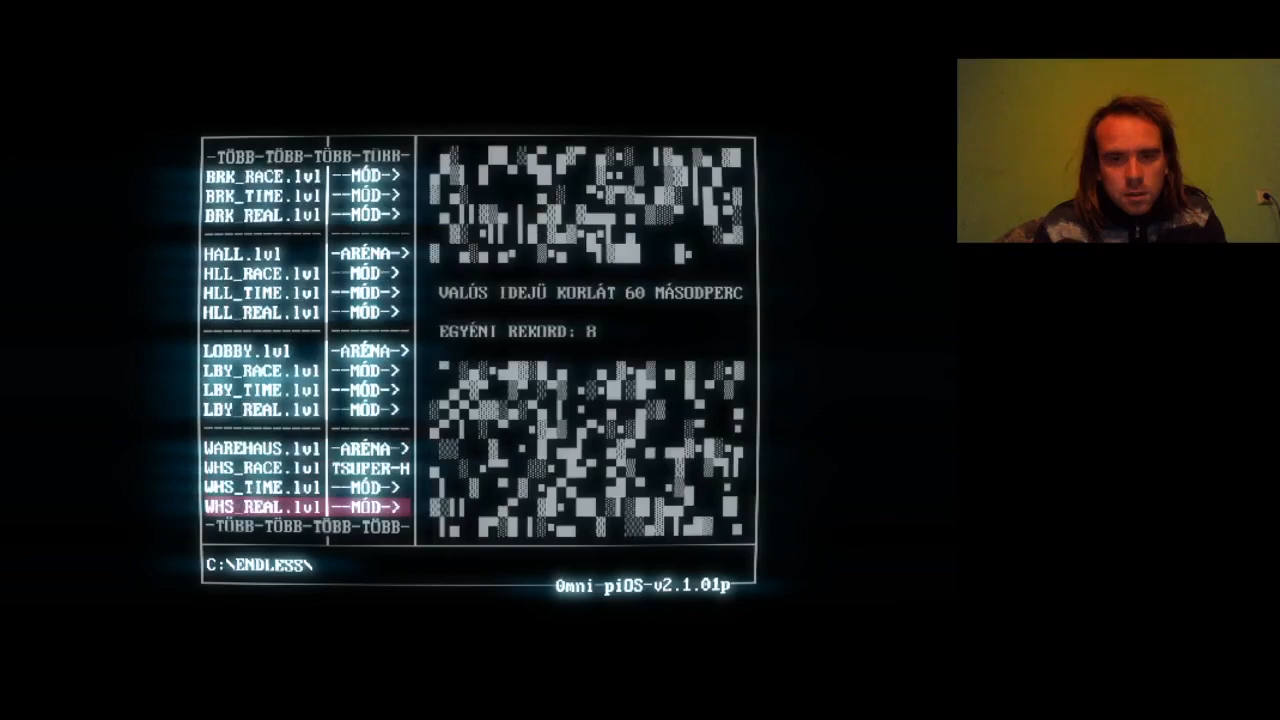 -TÖBB-TÖBB-TÖBB-TÖBB-
BRK_RACE.lvl --MÓD->
BRK_TIME.lvl --MÓD->
BRK_REAL.lvl --MÓD->
HALL.lvl -ARÉNA->
HLL_RACE.lvl --MÓD
HLL_TIME.lvl --MÓD->
HLL_REAL.lvl --MÓD->
LOBBY.lvl -ARÉNA->
LBY_RACE.lvl --MÓD->
LBY_TIME.lvl --MÓD->
LBY_REAL.lvl --MÓD->
WAREHAUS.lvl -ARÉNA->
WHS_RACE.lvl TSUPER-H
WHS_TIME.lvl --MÓD->
WHS_REAL.lvl --MÓD->
-TÖBB-TÖBB-TÖBB-TÖBB-
VALÓS IDEJŰ KORLÁT 60 MÁSODPERC
EGYÉNI REKORD: 8
C:\ENDLESS\
Omni piOS-v2.1.01p